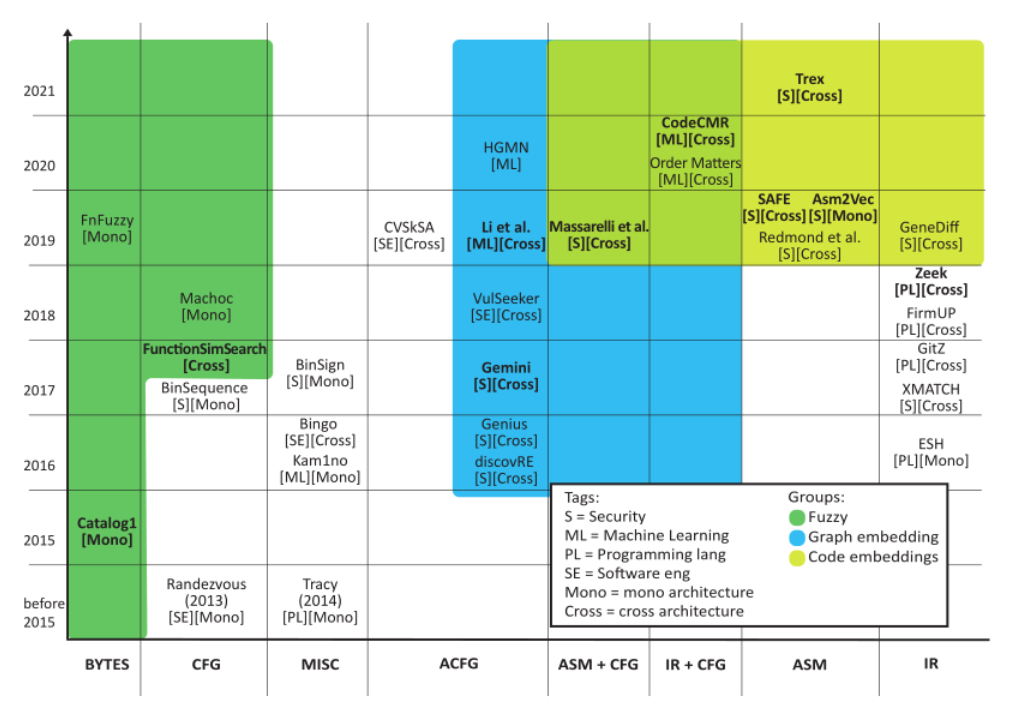 2021
Trex
[S][Cross]
2020
HGMN
[ML]
CodeCMR
[ML][Cross]
Order Matters
[ML][Cross]
2019
FnFuzzy
[Mono]
CVSkSA
[SE][Cross]
Li et al.
[ML][Cross]
Massarelli et al.
[S][Cross]
SAFE
[S][Cross]
Asm2Vec
[S][Mono]
Redmond et al.
[S][Cross]
GeneDiff
[S][Cross]
2018
Machoc
[Mono]
VulSeeker
[SE][Cross]
Zeek
[PL][Cross]
FirmUP
[PL][Cross]
2017
FunctionSimSearch
[Cross]
BinSequence
[S][Mono]
BinSign
[S][Mono]
Gemini
[S][Cross]
GitZ
[PL][Cross]
XMATCH
[S][Cross]
2016
Bingo
[SE][Cross]
Kam1no
[ML][Mono]
Genius
[S][Cross]
discovRE
[S][Cross]
ESH
[PL][Mono]
2015
Catalog1
[Mono]
before
2015
Randezvous
(2013)
[SE][Mono]
Tracy
(2014)
[PL][Mono]
Tags:
S = Security
ML = Machine Learning
PL = Programming lang
SE = Software eng
Mono = mono architecture
Cross = cross architecture
Groups:
Fuzzy
Graph embedding
Code embeddings
BYTES
CFG
MISC
ACFG
ASM + CFG
IR + CFG
ASM
IR